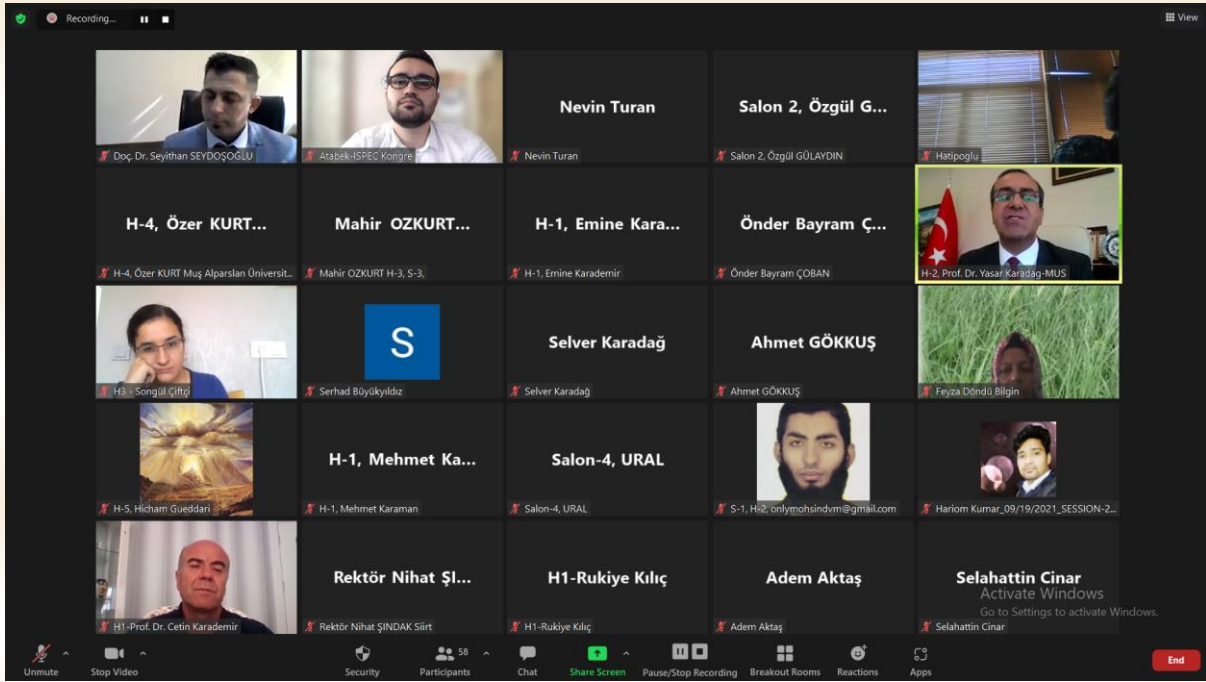 Recording...
View
Nevin Turan
Salon 2, Özgül G...
Doç. Dr. Seyithan SEYDOŞOĞLU
Atabek-ISPEC Kongre
Nevin Turan
Salon 2, Özgül GÜLAYDIN
Hatipoglu
H-4, Özer KURT...
Mahir OZKURT...
H-1, Emine Kara...
Önder Bayram Ç...
H-4, Özer KURT Muş Alparslan Üniversit...
Mahir OZKURT H-3, S-3,
H-1, Emine Karademir
Önder Bayram ÇOBAN
H-2, Prof. Dr. Yasar Karadag-MUS
S
Selver Karadağ
Ahmet GÖKKUŞ
H3 - Songül Çiftçi
Serhad Büyükyıldız
Selver Karadağ
Ahmet GÖKKUŞ
Feyza Döndü Bilgin
H-1, Mehmet Ka...
Salon-4, URAL
H-5, Hicham Gueddari
H-1, Mehmet Karaman
Salon-4, URAL
S-1, H-2, onlymohsindvm@gmail.com
Hariom Kumar_09/19/2021_SESSION-2...
Rektör Nihat ŞI...
H1-Rukiye Kılıç
Adem Aktaş
Selahattin Cinar
Activate Windows
Go to Settings to activate Windows.
H1-Prof. Dr. Cetin Karademir
Rektör Nihat ŞINDAK Siirt
H1-Rukiye Kılıç
Adem Aktaş
Selahattin Cinar
Unmute
Stop Video
Security
Participants
58
Chat
Share Screen
Pause/Stop Recording
Breakout Rooms
Reactions
Apps
End